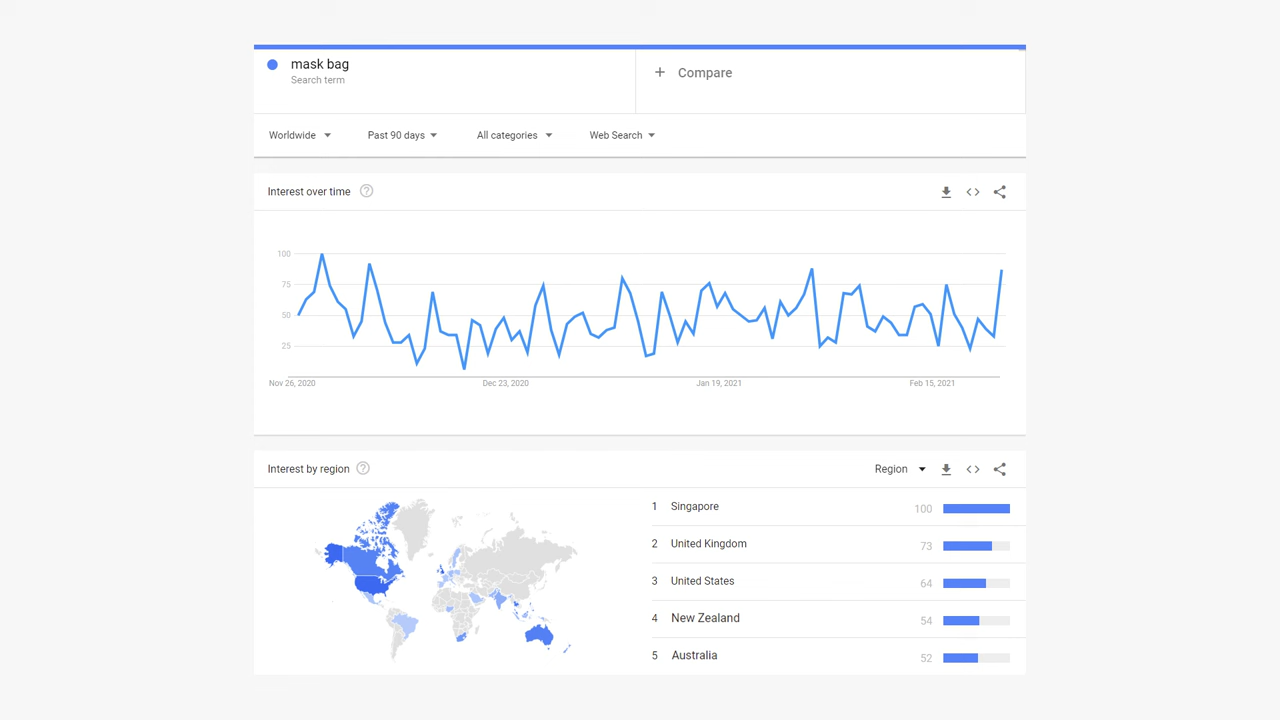 mask bag
Search term
+ Compare
Worldwide
Past 90 days
All categories
Web Search
Interest over time ?
100
75
50
25
Nov 26, 2020
Dec 23, 2020
Jan 19, 2021
Feb 15, 2021
Interest by region ?
Region
1 Singapore 100
2 United Kingdom 73
3 United States 64
4 New Zealand 54
5 Australia 52